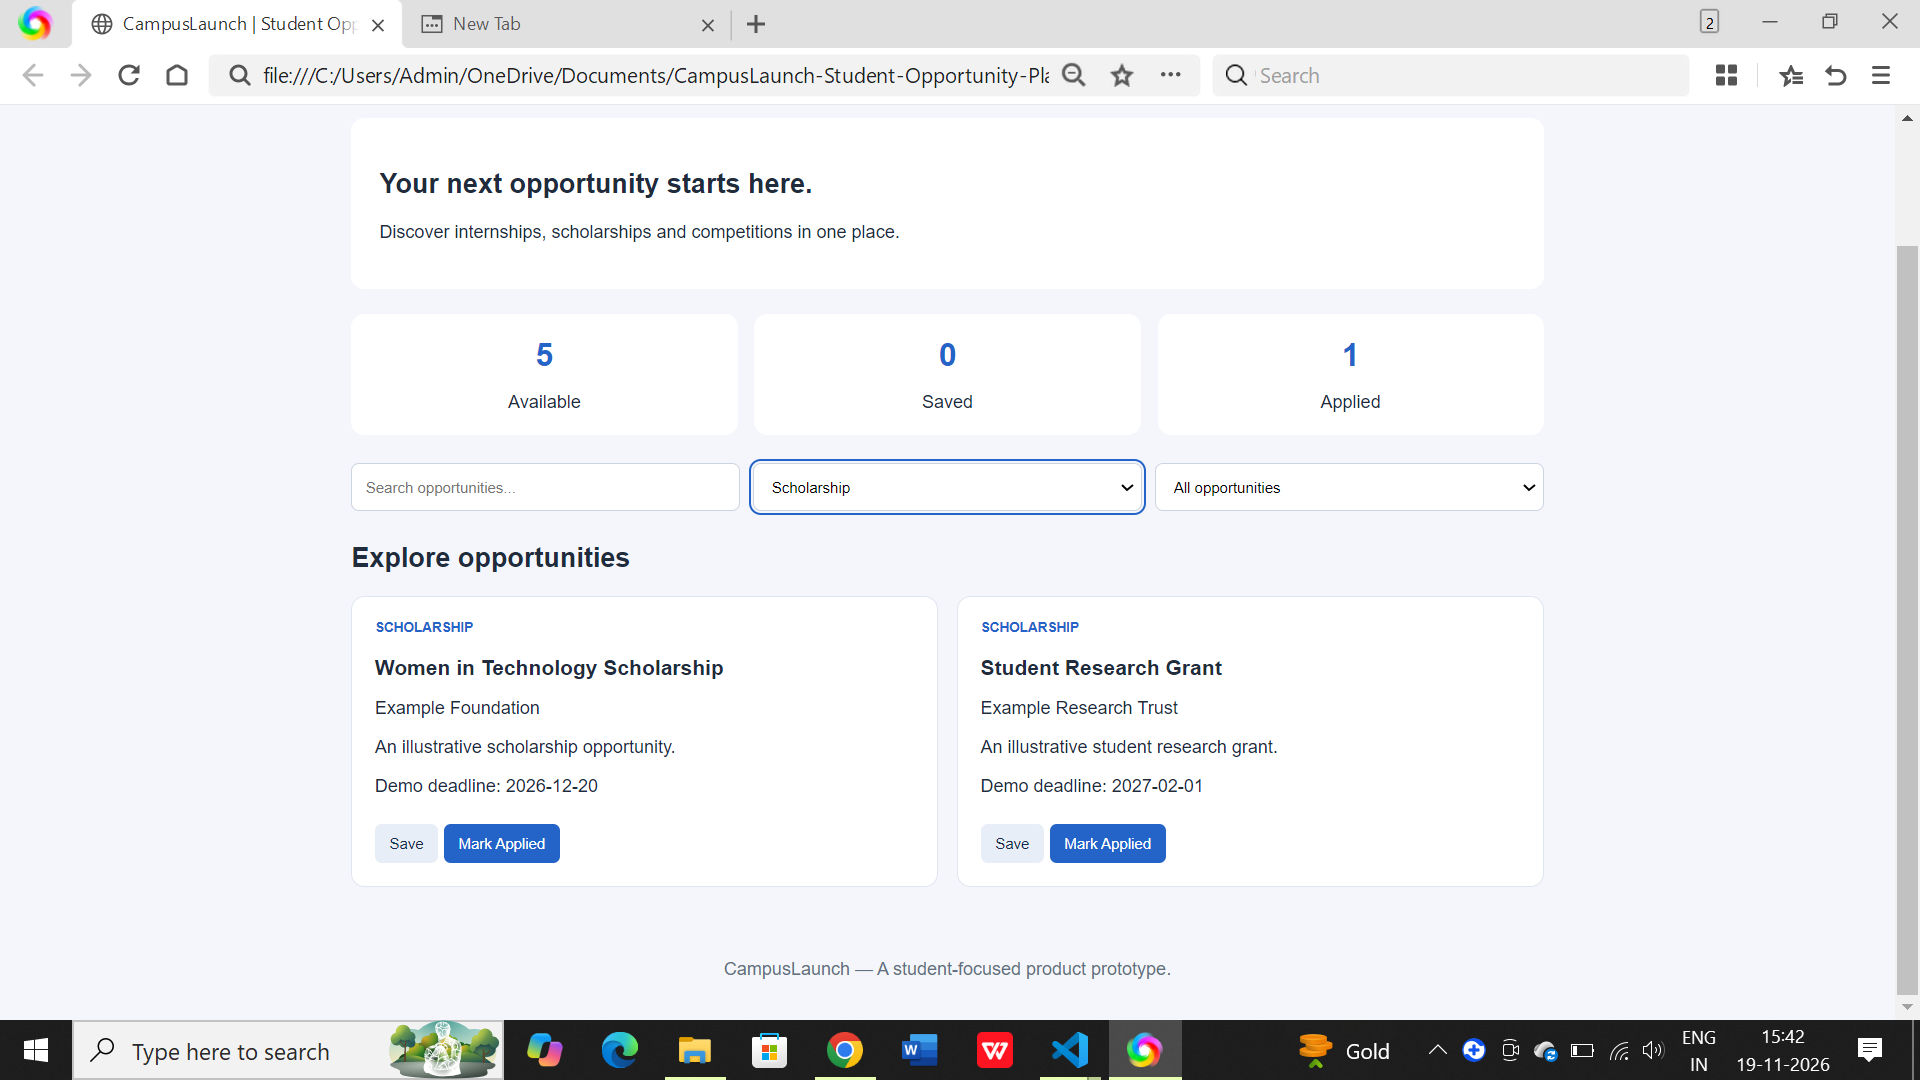 CampusLaunch | Student Opp
New Tab
2
file:///C:/Users/Admin/OneDrive/Documents/CampusLaunch-Student-Opportunity-Pla
Search
Your next opportunity starts here.
Discover internships, scholarships and competitions in one place.
5
Available
0
Saved
1
Applied
Search opportunities...
Scholarship
All opportunities
Explore opportunities
SCHOLARSHIP
Women in Technology Scholarship
Example Foundation
An illustrative scholarship opportunity.
Demo deadline: 2026-12-20
Save
Mark Applied
SCHOLARSHIP
Student Research Grant
Example Research Trust
An illustrative student research grant.
Demo deadline: 2027-02-01
Save
Mark Applied
CampusLaunch — A student-focused product prototype.
Type here to search
Gold
ENG
IN
15:42
19-11-2026